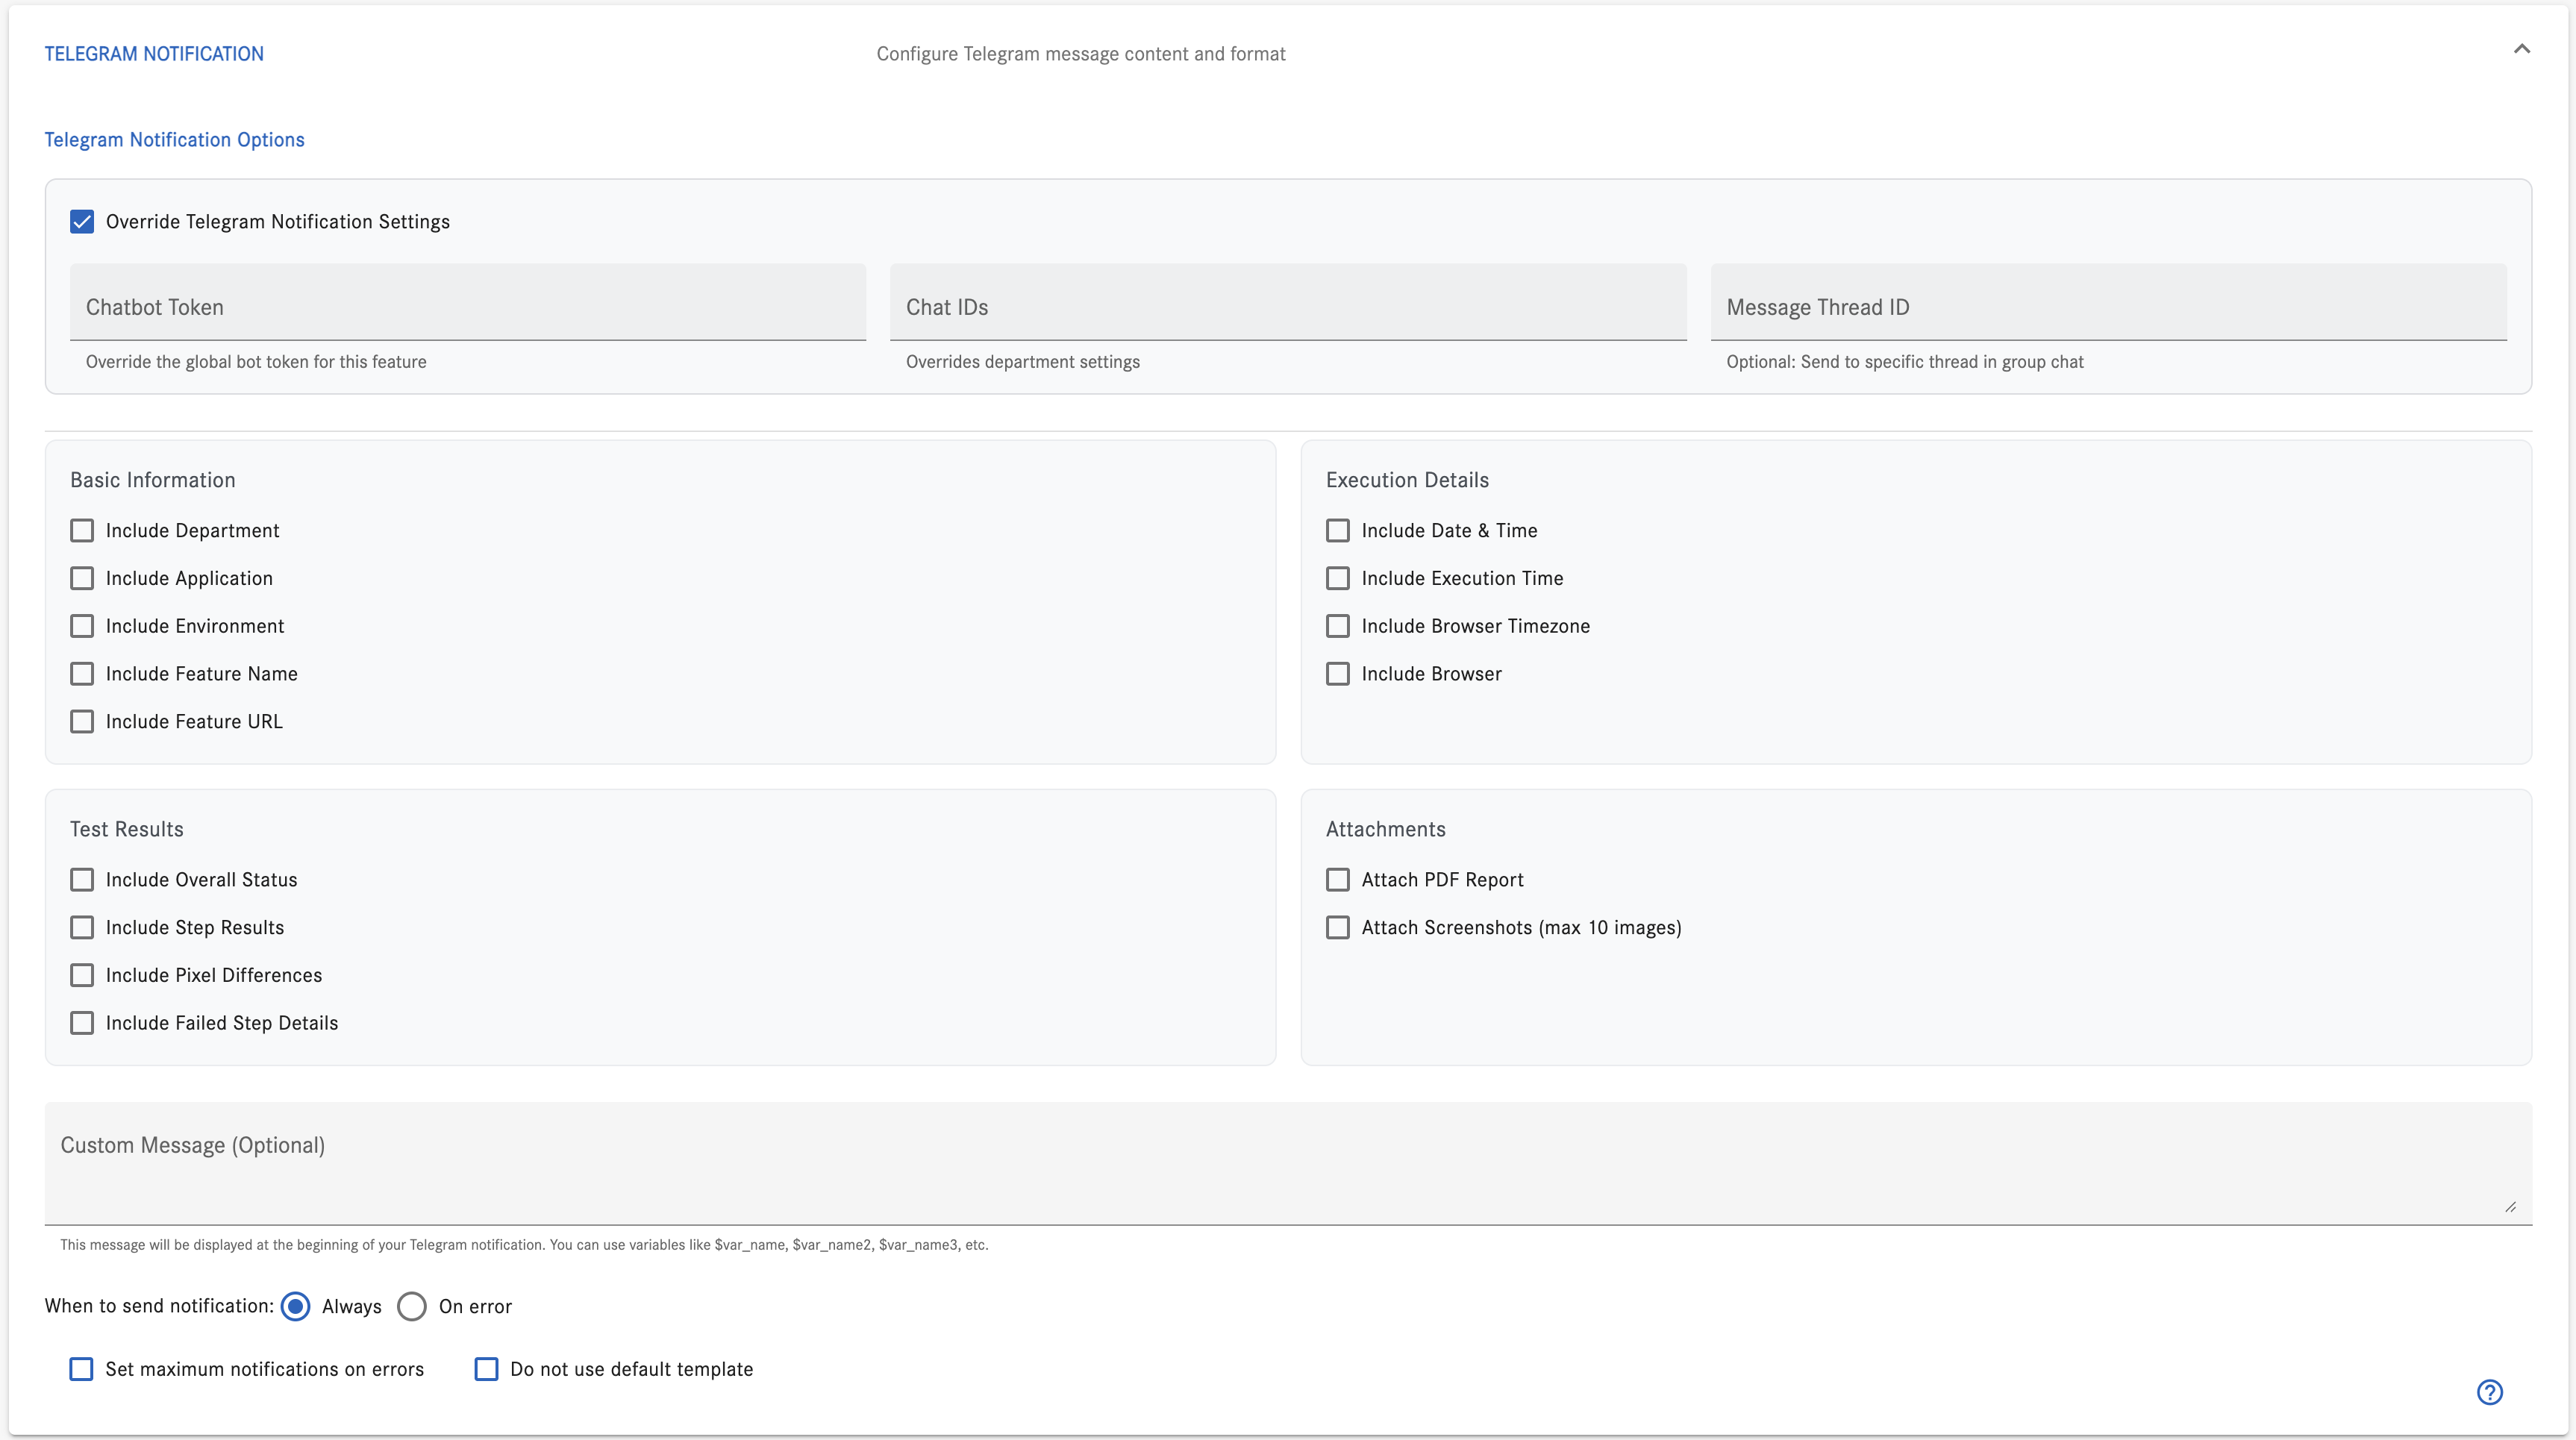 TELEGRAM NOTIFICATION
Configure Telegram message content and format
Telegram Notification Options
Override Telegram Notification Settings
Chatbot Token
Override the global bot token for this feature
Chat IDs
Overrides department settings
Message Thread ID
Optional: Send to specific thread in group chat
Basic Information
Include Department
Include Application
Include Environment
Include Feature Name
Include Feature URL
Execution Details
Include Date & Time
Include Execution Time
Include Browser Timezone
Include Browser
Test Results
Include Overall Status
Include Step Results
Include Pixel Differences
Include Failed Step Details
Attachments
Attach PDF Report
Attach Screenshots (max 10 images)
Custom Message (Optional)
This message will be displayed at the beginning of your Telegram notification. You can use variables like $var_name, $var_name2, $var_name3, etc.
When to send notification: Always On error
Set maximum notifications on errors Do not use default template
?